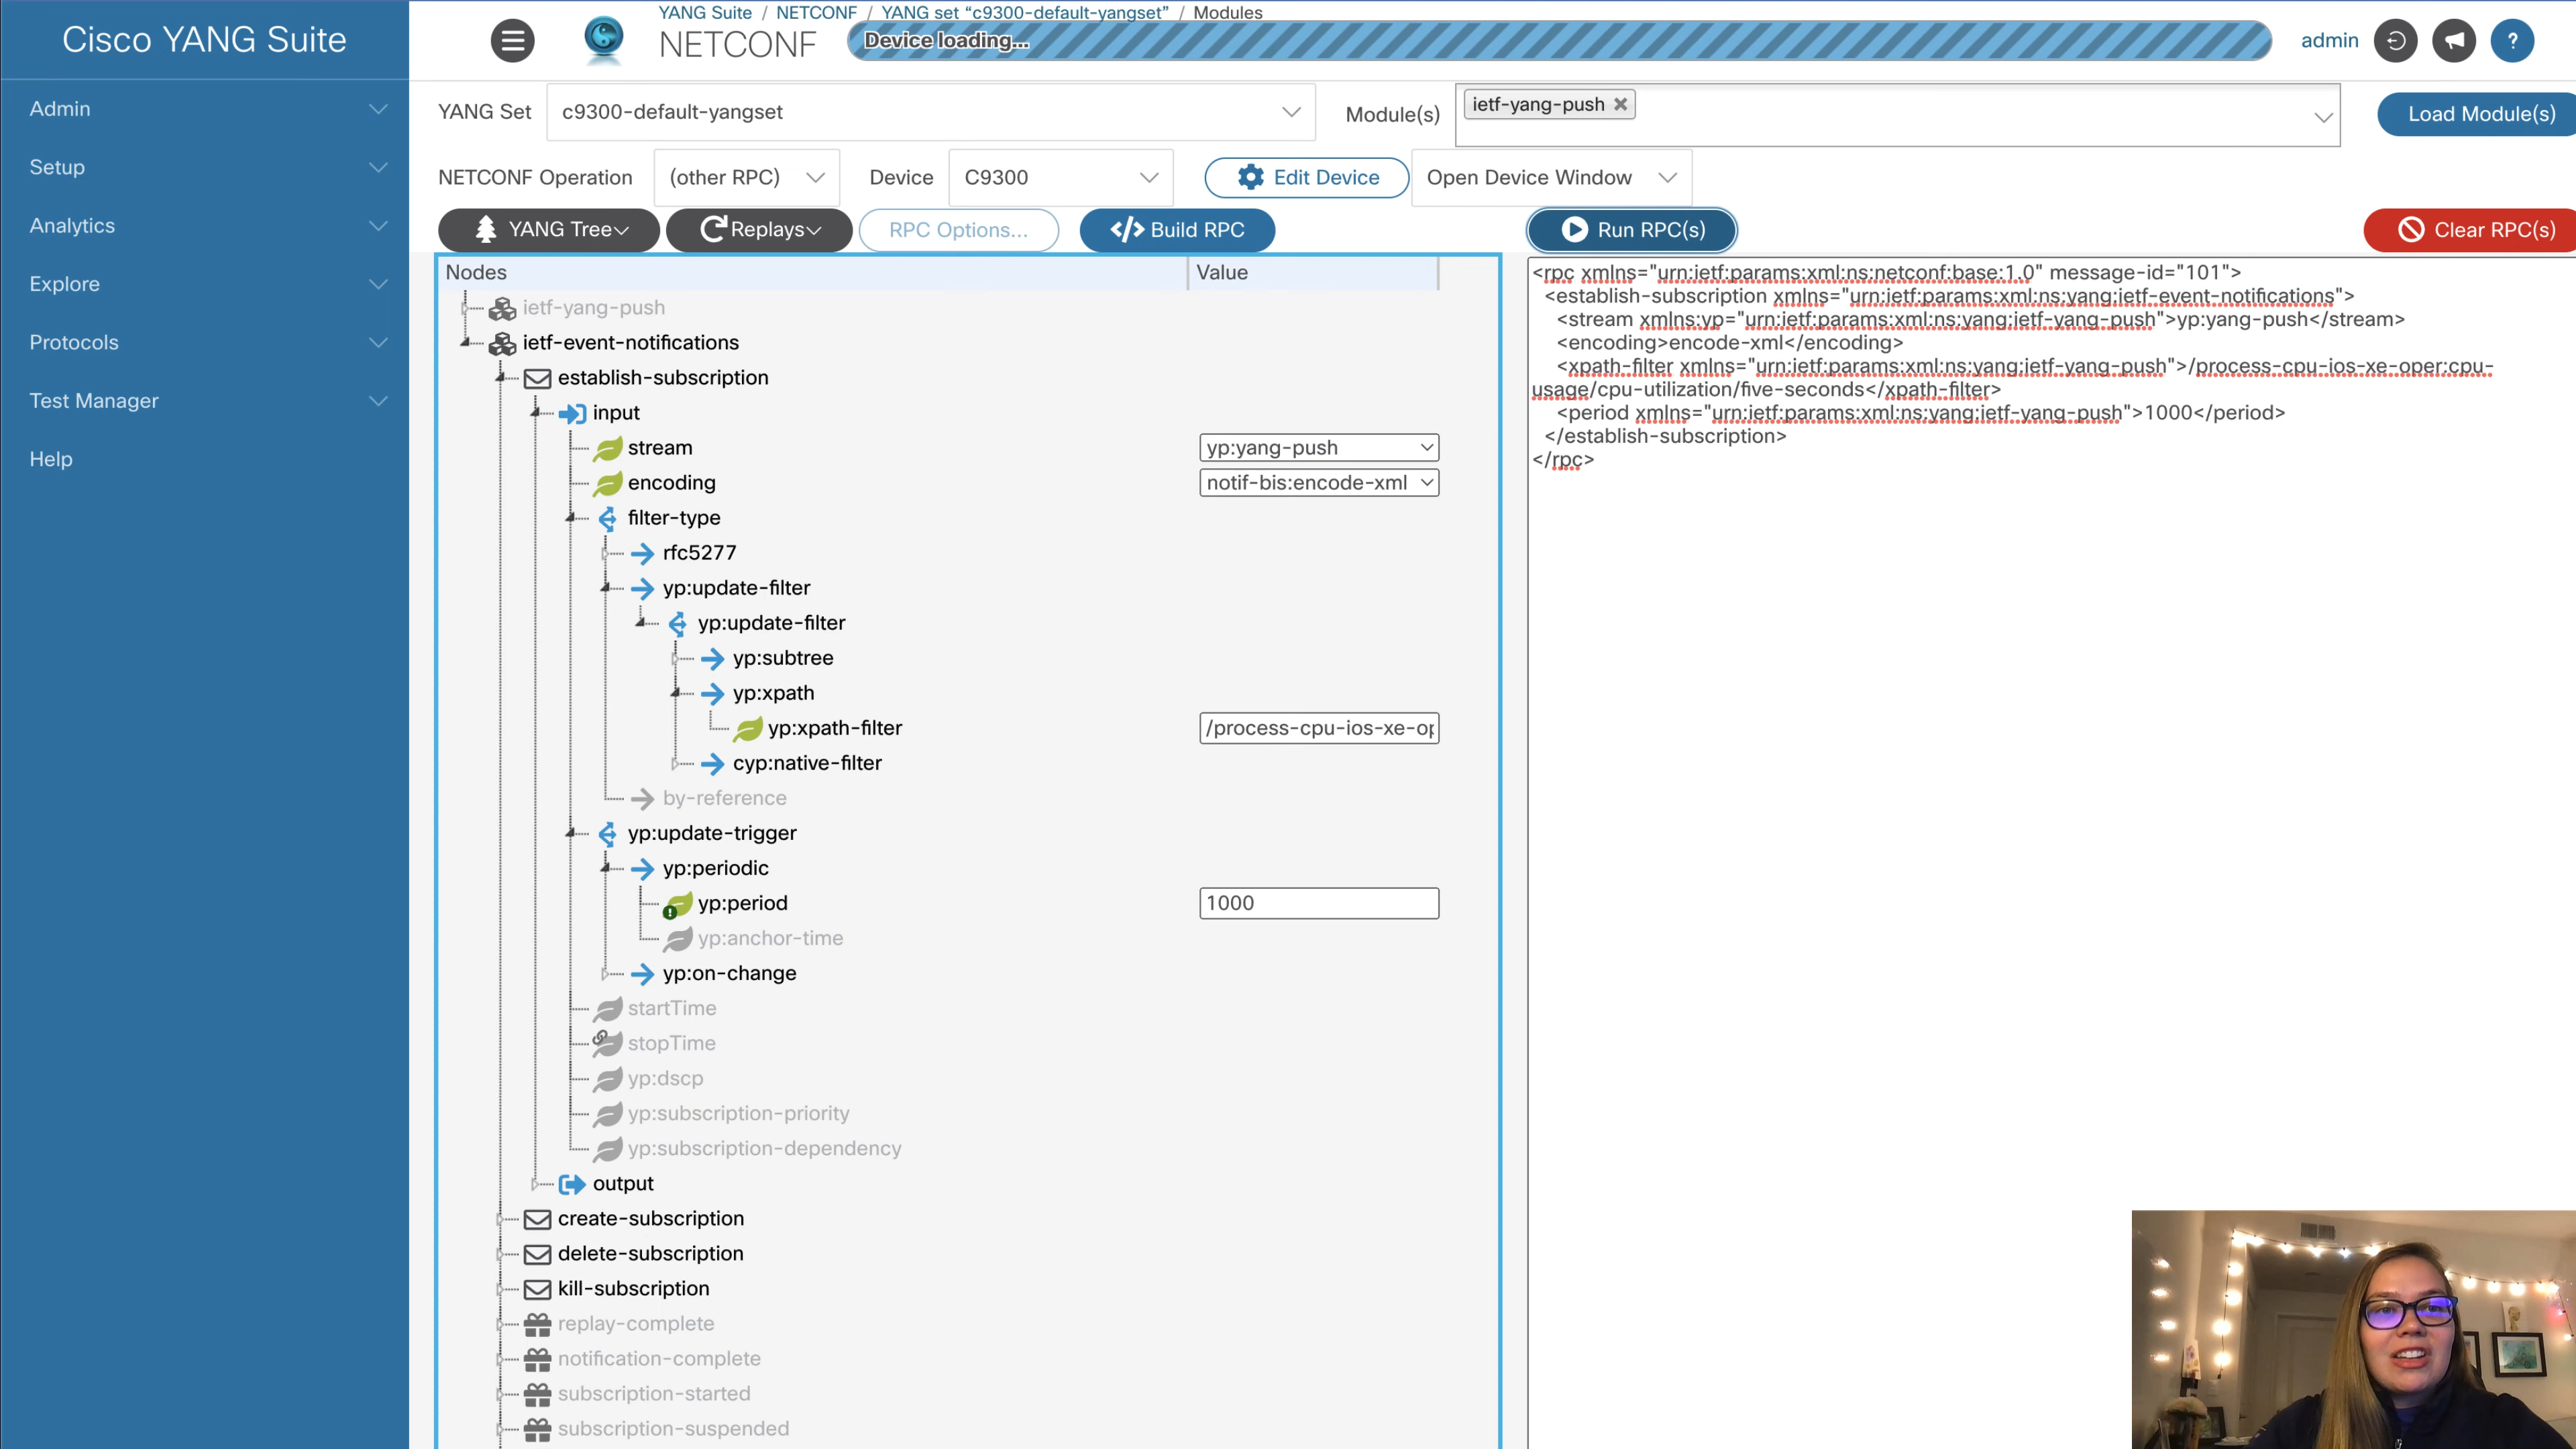 Cisco YANG Suite
YANG Suite / NETCONF / YANG set “c9300-default-yangset” / Modules
NETCONF
Device loading...
admin
?
Admin
Setup
Analytics
Explore
Protocols
Test Manager
Help
YANG Set
c9300-default-yangset
Module(s)
ietf-yang-push
Load Module(s)
NETCONF Operation
(other RPC)
Device
C9300
Edit Device
Open Device Window
YANG Tree
Replays
RPC Options...
</> Build RPC
Run RPC(s)
Clear RPC(s)
Nodes
Value
ietf-yang-push
ietf-event-notifications
establish-subscription
input
stream
yp:yang-push
encoding
notif-bis:encode-xml
filter-type
rfc5277
yp:update-filter
yp:update-filter
yp:subtree
yp:xpath
yp:xpath-filter
/process-cpu-ios-xe-op
cyp:native-filter
by-reference
yp:update-trigger
yp:periodic
yp:period
1000
yp:anchor-time
yp:on-change
startTime
stopTime
yp:dscp
yp:subscription-priority
yp:subscription-dependency
output
create-subscription
delete-subscription
kill-subscription
replay-complete
notification-complete
subscription-started
subscription-suspended
<rpc xmlns="urn:ietf:params:xml:ns:netconf:base:1.0" message-id="101">
<establish-subscription xmlns="urn:ietf:params:xml:ns:yang:ietf-event-notifications">
<stream xmlns:yp="urn:ietf:params:xml:ns:yang:ietf-yang-push">yp:yang-push</stream>
<encoding>encode-xml</encoding>
<xpath-filter xmlns="urn:ietf:params:xml:ns:yang:ietf-yang-push">/process-cpu-ios-xe-oper:cpu-
usage/cpu-utilization/five-seconds</xpath-filter>
<period xmlns="urn:ietf:params:xml:ns:yang:ietf-yang-push">1000</period>
</establish-subscription>
</rpc>